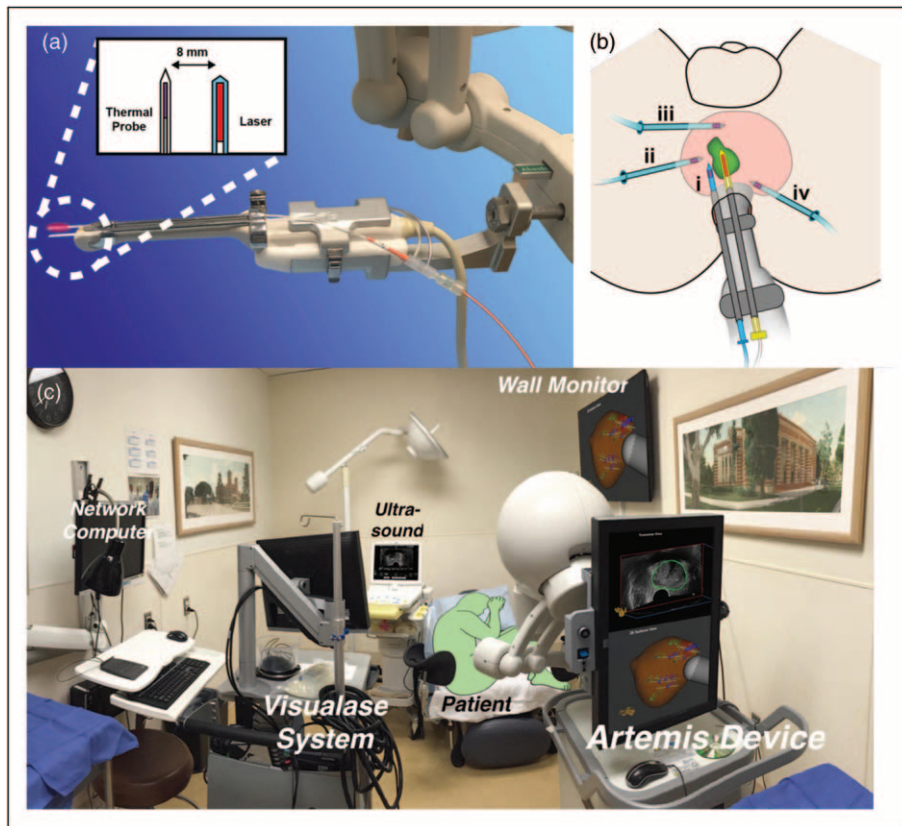 (a)
8 mm
Thermal
Probe
Laser
(b)
iii
ii
i
iv
(c)
Wall Monitor
Network
Computer
Ultra-
sound
Visualase
System
Patient
Artemis Device